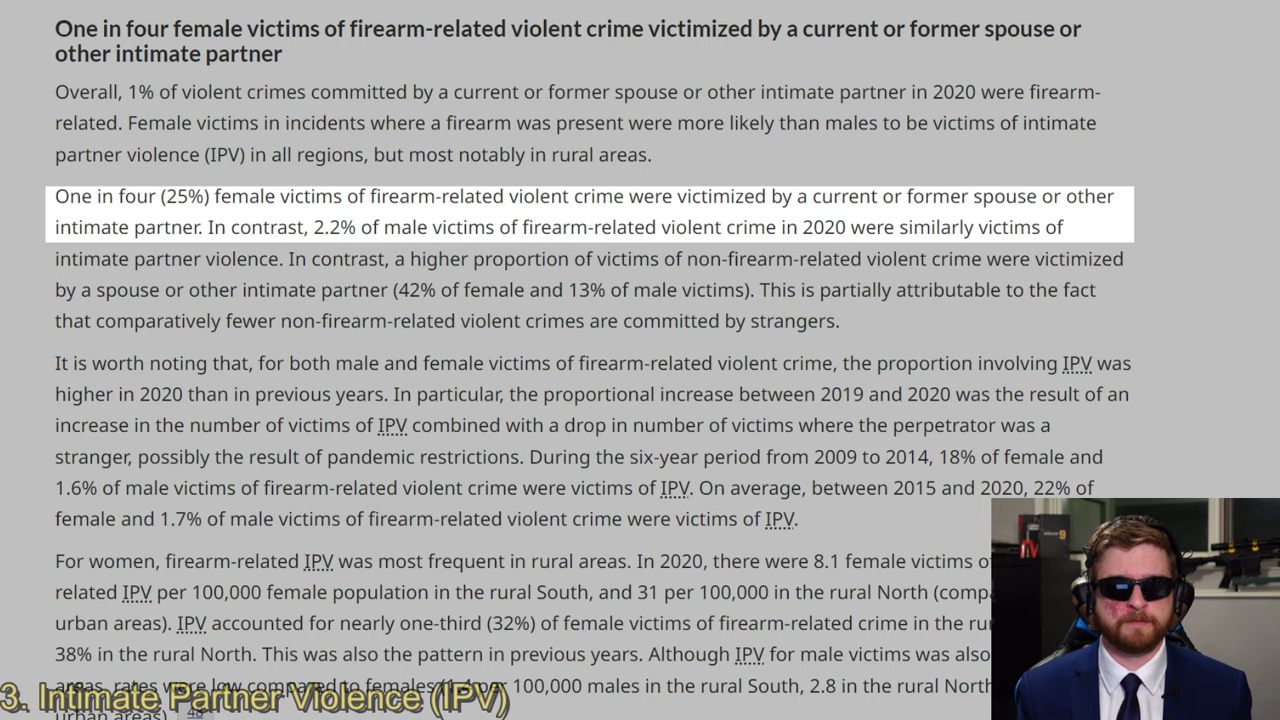 One in four female victims of firearm-related violent crime victimized by a current or former spouse or
other intimate partner
Overall, 1% of violent crimes committed by a current or former spouse or other intimate partner in 2020 were firearm-
related. Female victims in incidents where a firearm was present were more likely than males to be victims of intimate
partner violence (IPV) in all regions, but most notably in rural areas.
One in four (25%) female victims of firearm-related violent crime were victimized by a current or former spouse or other
intimate partner. In contrast, 2.2% of male victims of firearm-related violent crime in 2020 were similarly victims of
intimate partner violence. In contrast, a higher proportion of victims of non-firearm-related violent crime were victimized
by a spouse or other intimate partner (42% of female and 13% of male victims). This is partially attributable to the fact
that comparatively fewer non-firearm-related violent crimes are committed by strangers.
It is worth noting that, for both male and female victims of firearm-related violent crime, the proportion involving IPV was
higher in 2020 than in previous years. In particular, the proportional increase between 2019 and 2020 was the result of an
increase in the number of victims of IPV combined with a drop in number of victims where the perpetrator was a
stranger, possibly the result of pandemic restrictions. During the six-year period from 2009 to 2014, 18% of female and
1.6% of male victims of firearm-related violent crime were victims of IPV. On average, between 2015 and 2020, 22% of
female and 1.7% of male victims of firearm-related violent crime were victims of IPV.
For women, firearm-related IPV was most frequent in rural areas. In 2020, there were 8.1 female victims o
related IPV per 100,000 female population in the rural South, and 31 per 100,000 in the rural North (comp
urban areas). IPV accounted for nearly one-third (32%) of female victims of firearm-related crime in the ru
38% in the rural North. This was also the pattern in previous years. Although IPV for male victims was also
areas, rates were low compared to females (1.4 per 100,000 males in the rural South, 2.8 in the rural North
urban areas). 48
3. Intimate Partner Violence (IPV)